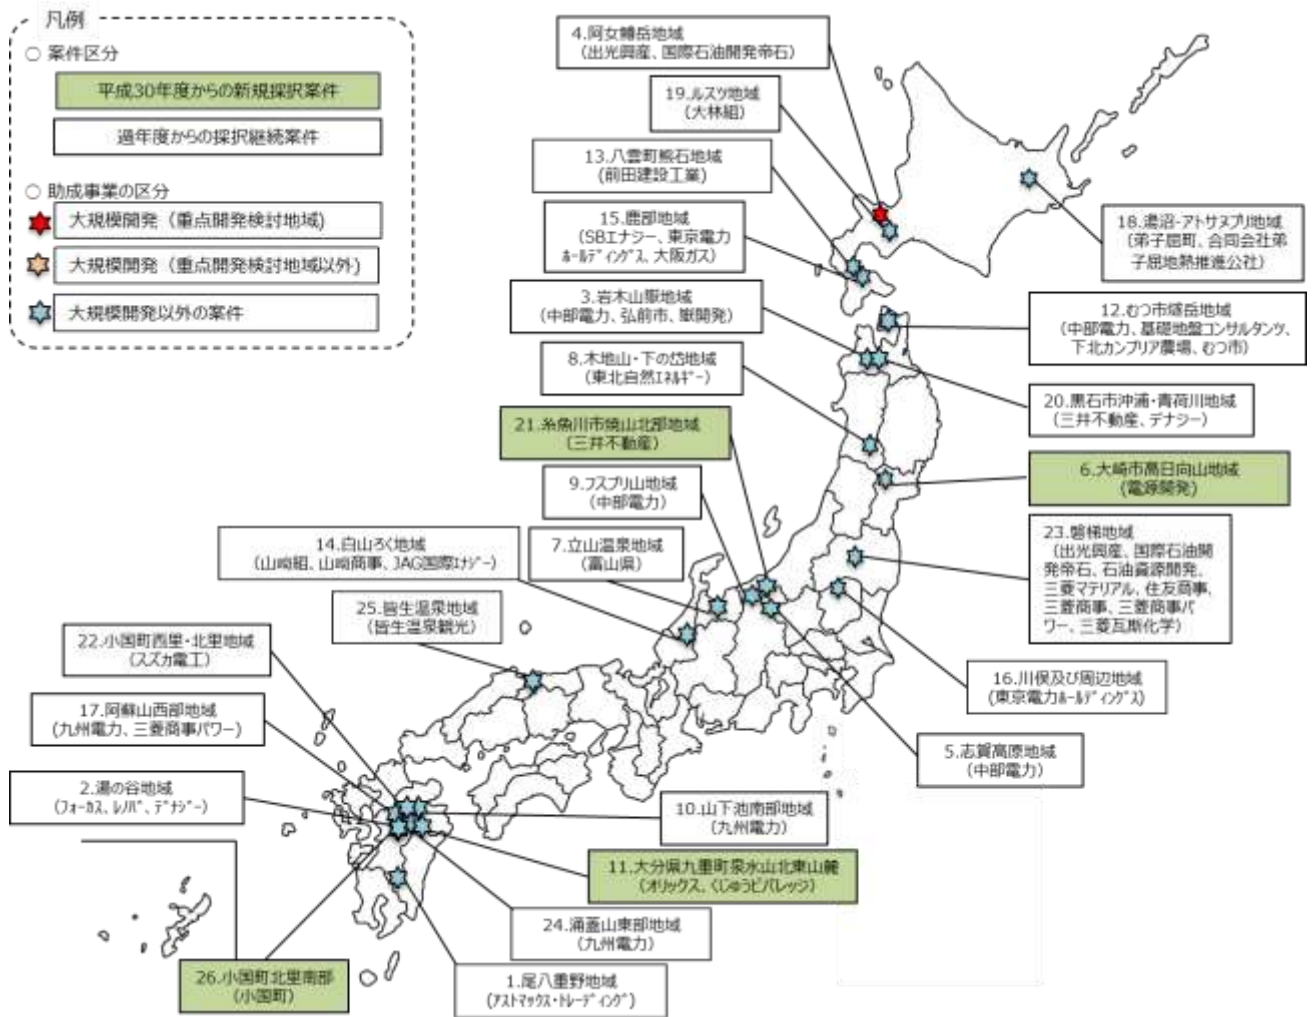 凡例
○ 案件区分
平成30年度からの新規採択案件
過年度からの採択継続案件
○ 助成事業の区分
大規模開発（重点開発検討地域)
大規模開発（重点開発検討地域以外)
大規模開発以外の案件
4.阿女鱒岳地域
(出光興産、国際石油開発帝石)
19.ルスツ地域
(大林組)
13.八雲町熊石地域
(前田建設工業)
15.鹿部地域
(SBエナジー、東京電力
ﾎｰﾙﾃﾞｨﾝｸﾞｽ、大阪ガス)
3.岩木山嶽地域
(中部電力、弘前市、嶽開発)
8.木地山・下の岱地域
(東北自然ｴﾈﾙｷﾞｰ)
21.糸魚川市焼山北部地域
(三井不動産)
9.フスブリ山地域
(中部電力)
14.白山ろく地域
(山崎組、山崎商事、JAG国際ｴﾅｼﾞｰ)
7.立山温泉地域
(富山県)
25.皆生温泉地域
(皆生温泉観光)
22.小国町西里・北里地域
(スズカ電工)
17.阿蘇山西部地域
(九州電力、三菱商事パワー)
2.湯の谷地域
(ﾌｫｰｶｽ、ﾚﾉﾊﾞ、ﾃﾞﾅｼﾞｰ)
18.湯沼-アトサヌプリ地域
(弟子屈町、合同会社弟
子屈地熱推進公社)
12.むつ市燧岳地域
(中部電力、基礎地盤コンサルタンツ、
下北カンブリア農場、むつ市)
20.黒石市沖浦・青荷川地域
(三井不動産、デナジー)
6.大崎市高日向山地域
(電源開発)
23.磐梯地域
(出光興産、国際石油開
発帝石、石油資源開発、
三菱マテリアル、住友商事、
三菱商事、三菱商事パ
ワー、三菱瓦斯化学)
16.川俣及び周辺地域
(東京電力ﾎｰﾙﾃﾞｨﾝｸﾞｽ)
5.志賀高原地域
(中部電力)
10.山下池南部地域
(九州電力)
11.大分県九重町泉水山北東山麓
(オリックス、くじゅうビバレッジ)
24.涌蓋山東部地域
(九州電力)
26.小国町北里南部
(小国町)
1.尾八重野地域
(ｱｽﾄﾏｯｸｽ･ﾄﾚｰﾃﾞｨﾝｸﾞ)